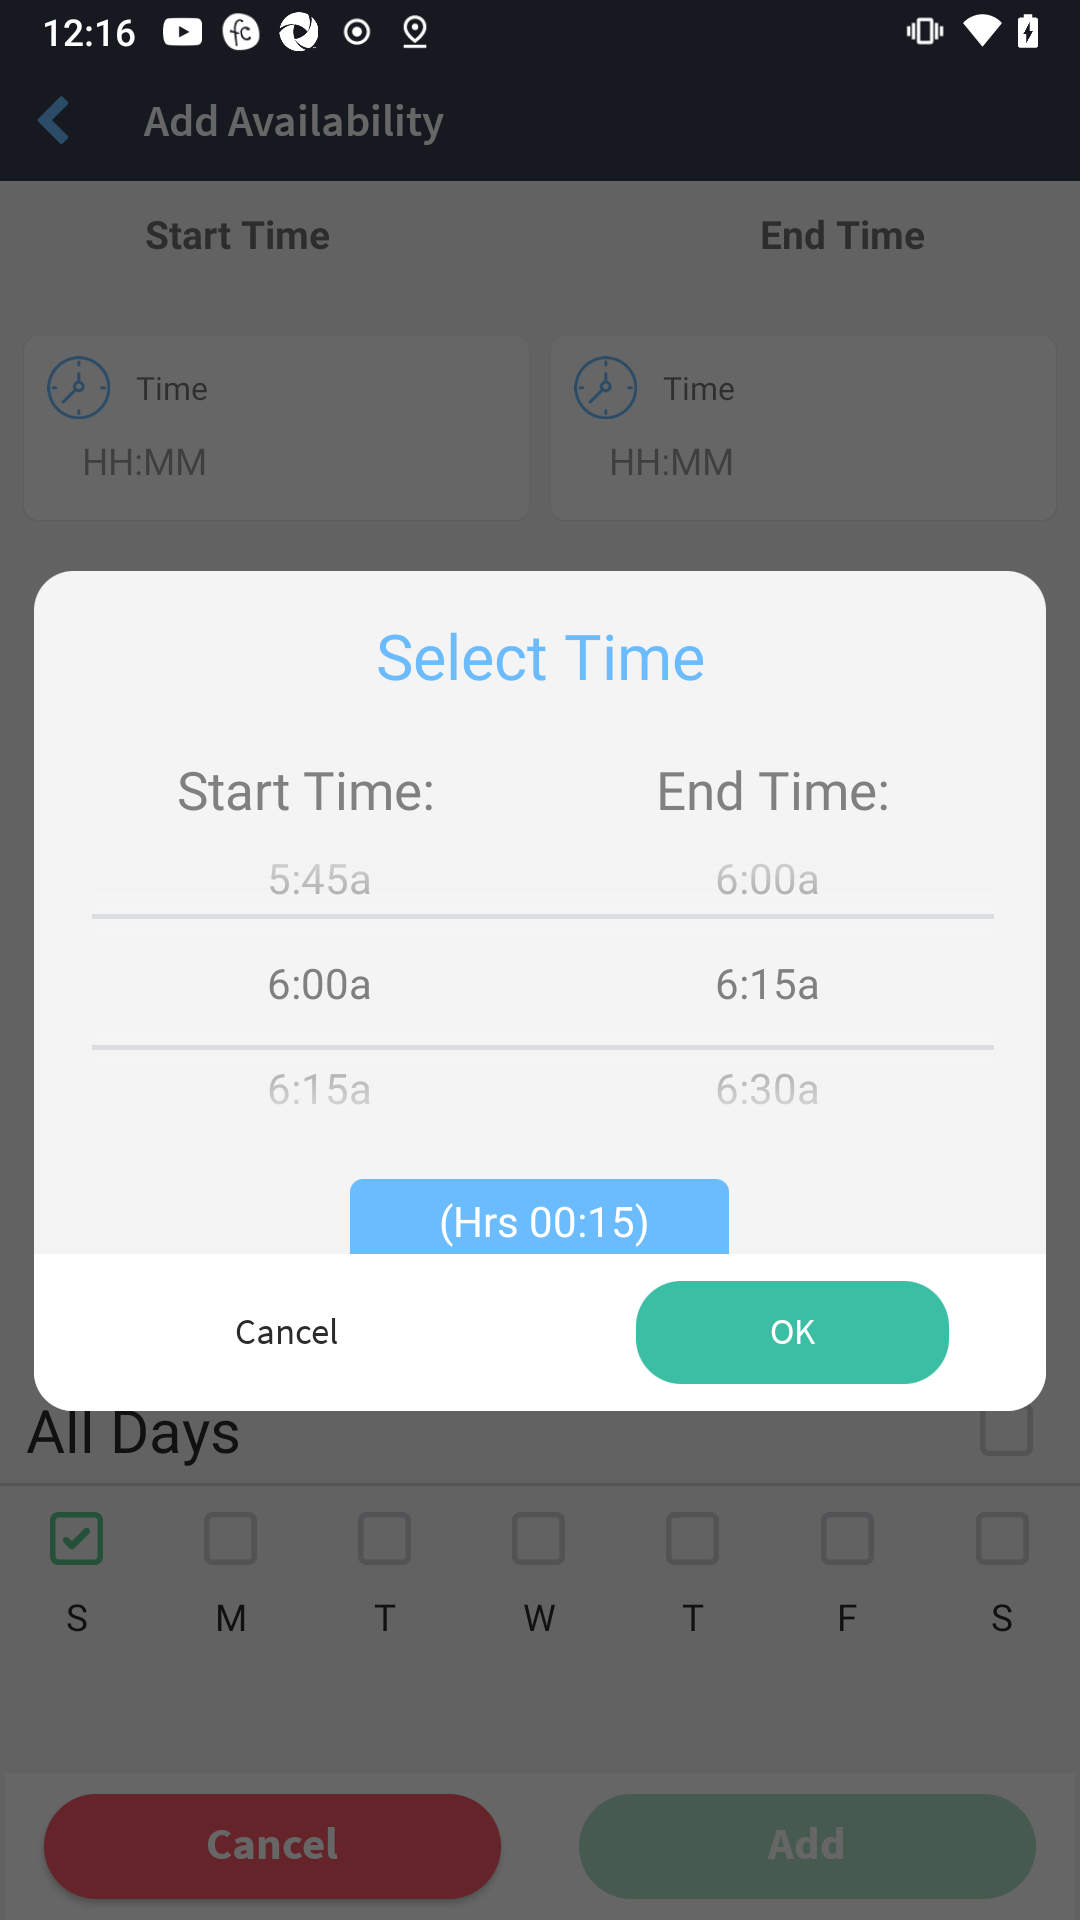 12:16
Add Availability
Start Time End Time
Time Time
HH:MM HH:MM
Select Time
Start Time: End Time:
5:45a 6:00a
6:00a 6:15a
6:15a 6:30a
(Hrs 00:15)
Cancel OK
All Days
S M T W T F S
Cancel Add